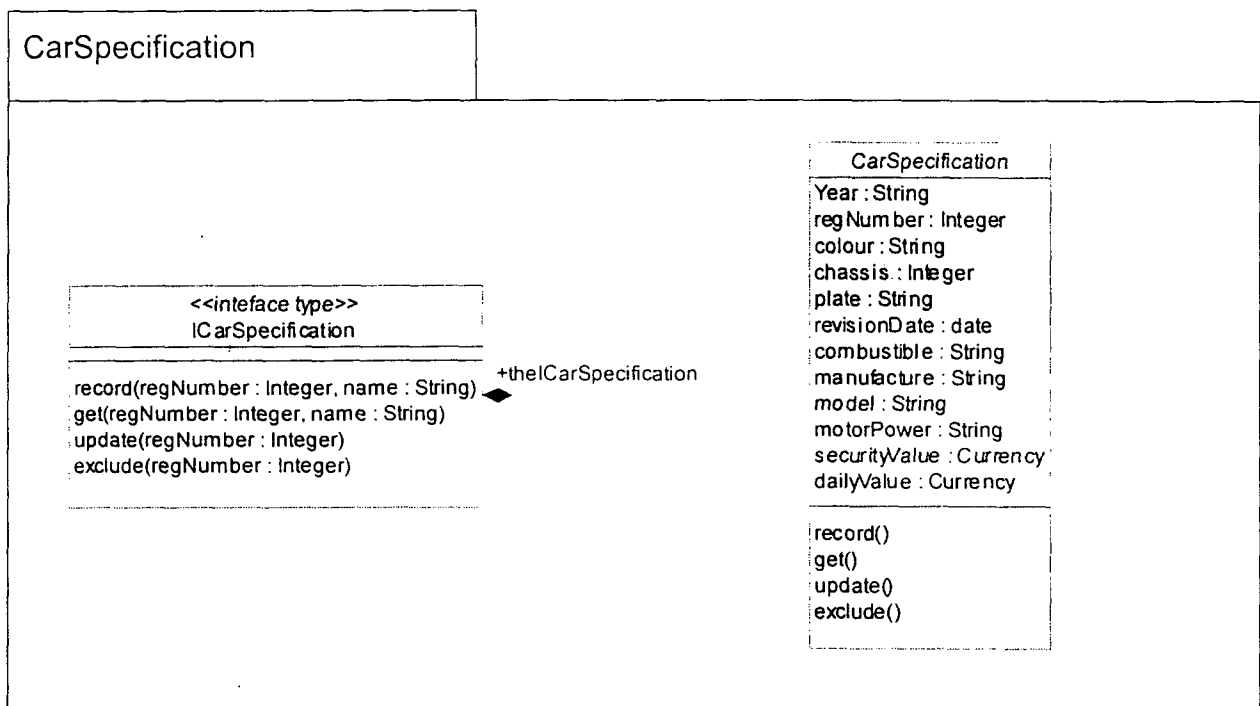 CarSpecification
<<inteface type>>
ICarSpecification
record(regNumber : Integer, name : String)
get(regNumber : Integer, name : String)
update(regNumber : Integer)
exclude(regNumber : Integer)
+theICarSpecification
CarSpecification
Year : String
regNumber : Integer
colour : String
chassis : Integer
plate : String
revisionDate : date
combustible : String
manufacture : String
model : String
motorPower : String
securityValue : Currency
dailyValue : Currency
record()
get()
update()
exclude()